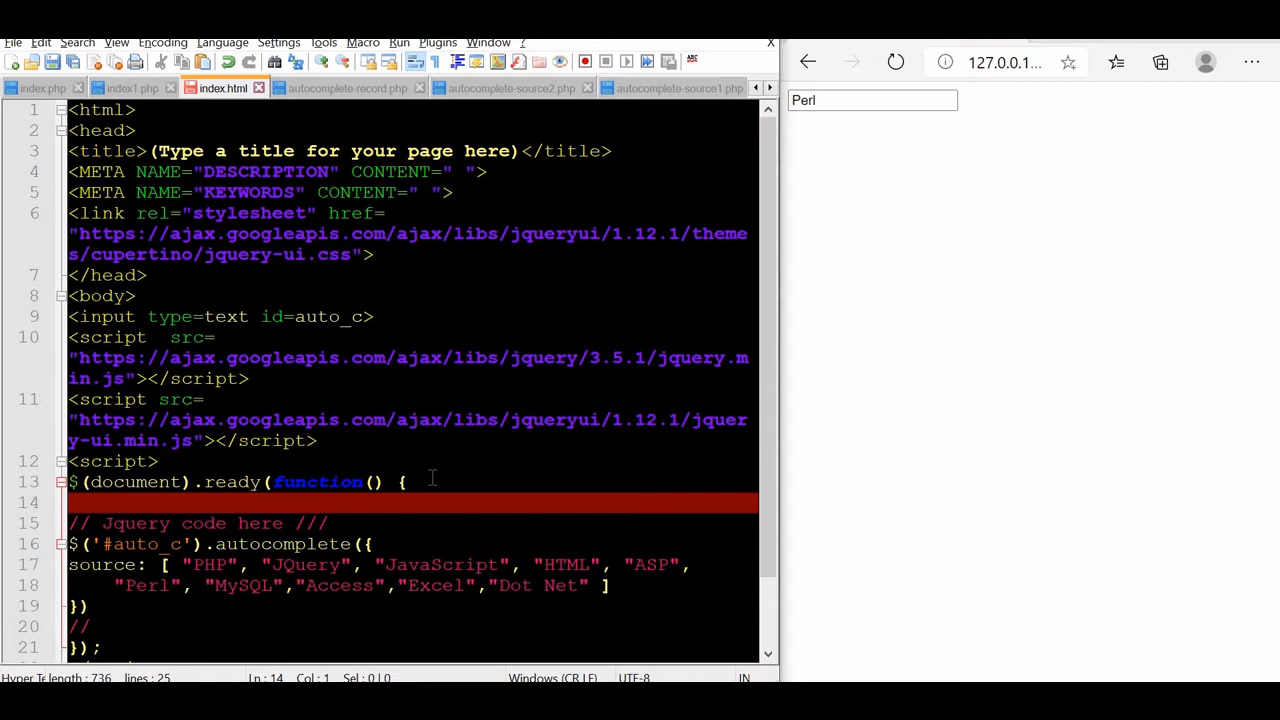 File Edit Search View Encoding Language Settings Tools Macro Run Plugins Window ? X
127.0.0.1...
index.php index1.php index.html autocomplete-record.php autocomplete-source2.php autocomplete-source1.php
Perl
1 <html>
2 <head>
3 <title>(Type a title for your page here)</title>
4 <META NAME="DESCRIPTION" CONTENT=" ">
5 <META NAME="KEYWORDS" CONTENT=" ">
6 <link rel="stylesheet" href=
"https://ajax.googleapis.com/ajax/libs/jqueryui/1.12.1/theme
s/cupertino/jquery-ui.css">
7 </head>
8 <body>
9 <input type=text id=auto_c>
10 <script  src=
"https://ajax.googleapis.com/ajax/libs/jquery/3.5.1/jquery.m
in.js"></script>
11 <script src=
"https://ajax.googleapis.com/ajax/libs/jqueryui/1.12.1/jquer
y-ui.min.js"></script>
12 <script>
13 $(document).ready(function() {
14
15 // Jquery code here ///
16 $('#auto_c').autocomplete({
17 source: [ "PHP", "JQuery", "JavaScript", "HTML", "ASP",
18 "Perl", "MySQL","Access","Excel","Dot Net" ]
19 })
20 //
21 });
Hyper Te length : 736 lines : 25 Ln : 14 Col : 1 Sel : 0 | 0 Windows (CR LF) UTF-8 IN